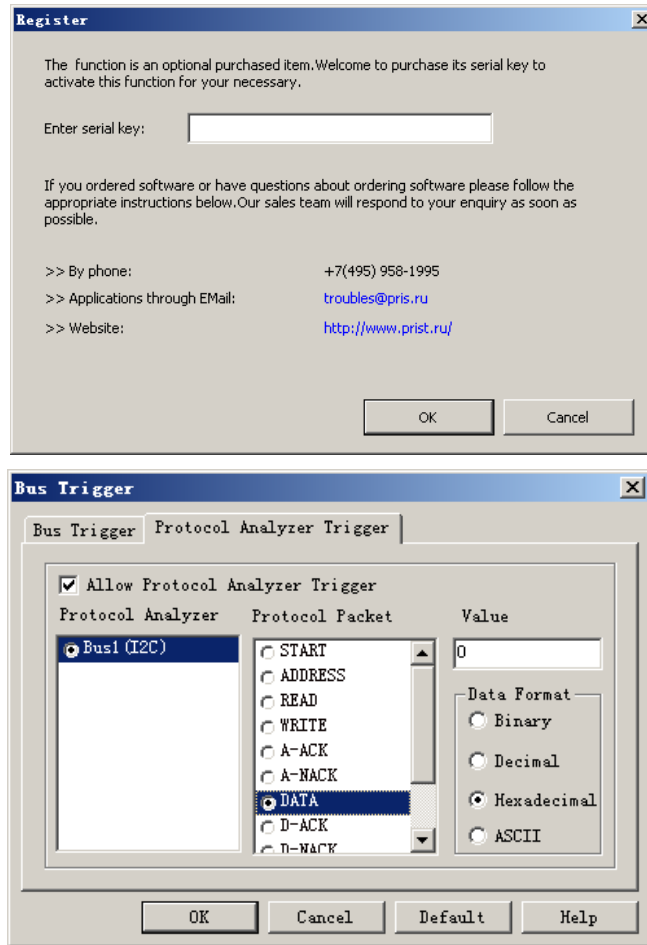 Register
The function is an optional purchased item.Welcome to purchase its serial key to
activate this function for your necessary.
Enter serial key:
If you ordered software or have questions about ordering software please follow the
appropriate instructions below.Our sales team will respond to your enquiry as soon as
possible.
>> By phone: +7(495) 958-1995
>> Applications through EMail: troubles@pris.ru
>> Website: http://www.prist.ru/
OK Cancel
Bus Trigger
Bus Trigger Protocol Analyzer Trigger
Allow Protocol Analyzer Trigger
Protocol Analyzer Protocol Packet Value
Bus1(I2C) START 0
ADDRESS
READ Data Format
WRITE Binary
A-ACK Decimal
A-NACK
DATA Hexadecimal
D-ACK ASCII
D-NACK
OK Cancel Default Help